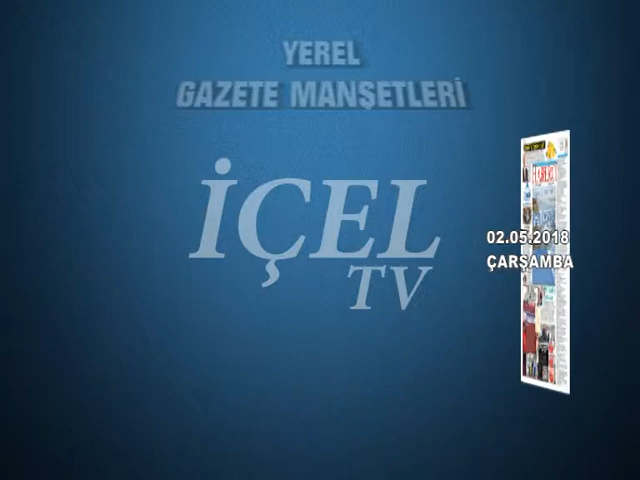 YEREL
GAZETE MANŞETLERİ
İÇEL
TV
02.05.2018
ÇARŞAMBA